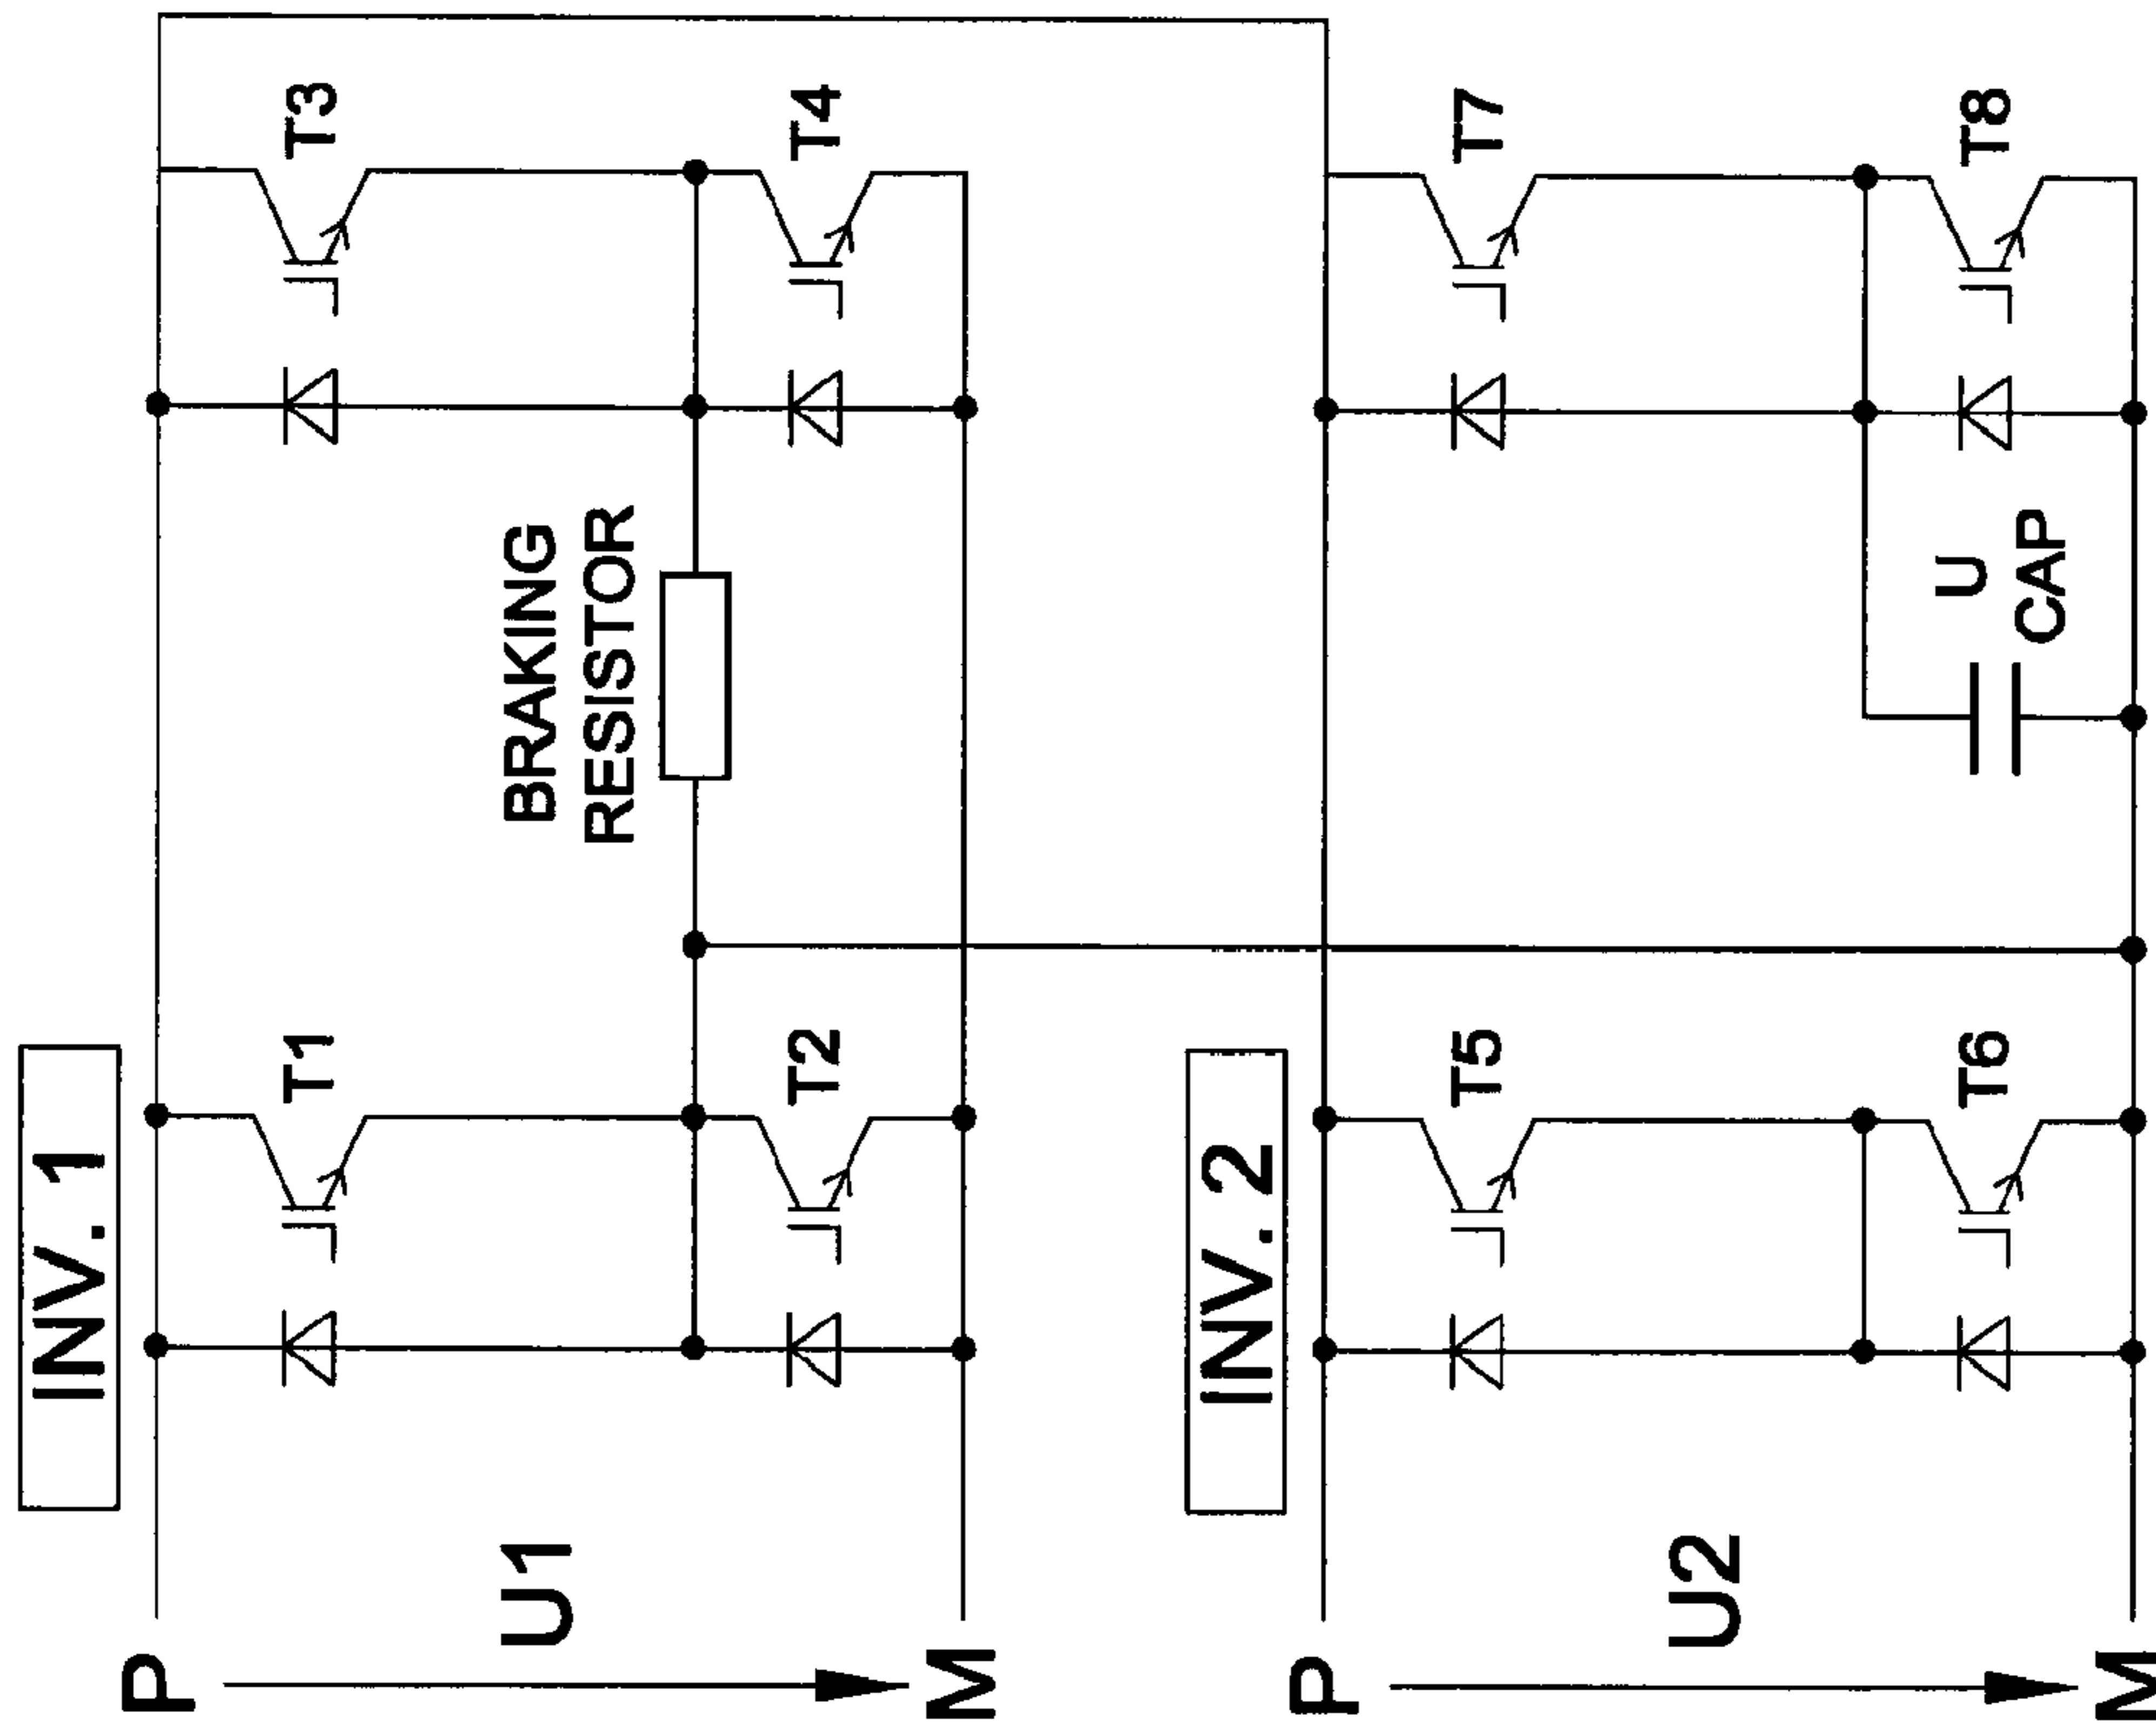 INV. 1
P
U1
M
T1
T2
BRAKING
RESISTOR
T3
T4
INV. 2
P
U2
M
T5
T6
U
CAP
T7
T8